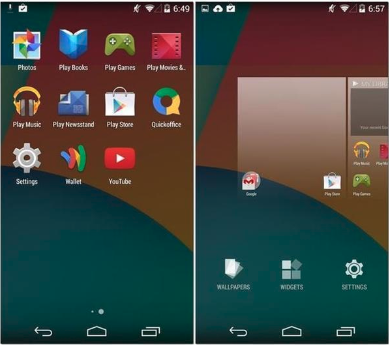 6:49
Photos
Play Books
Play Games
Play Movies &..
Play Music
Play Newsstand
Play Store
Quickoffice
Settings
Wallet
YouTube
6:57
Google
Play Store
Play Music
Play Games
WALLPAPERS
WIDGETS
SETTINGS